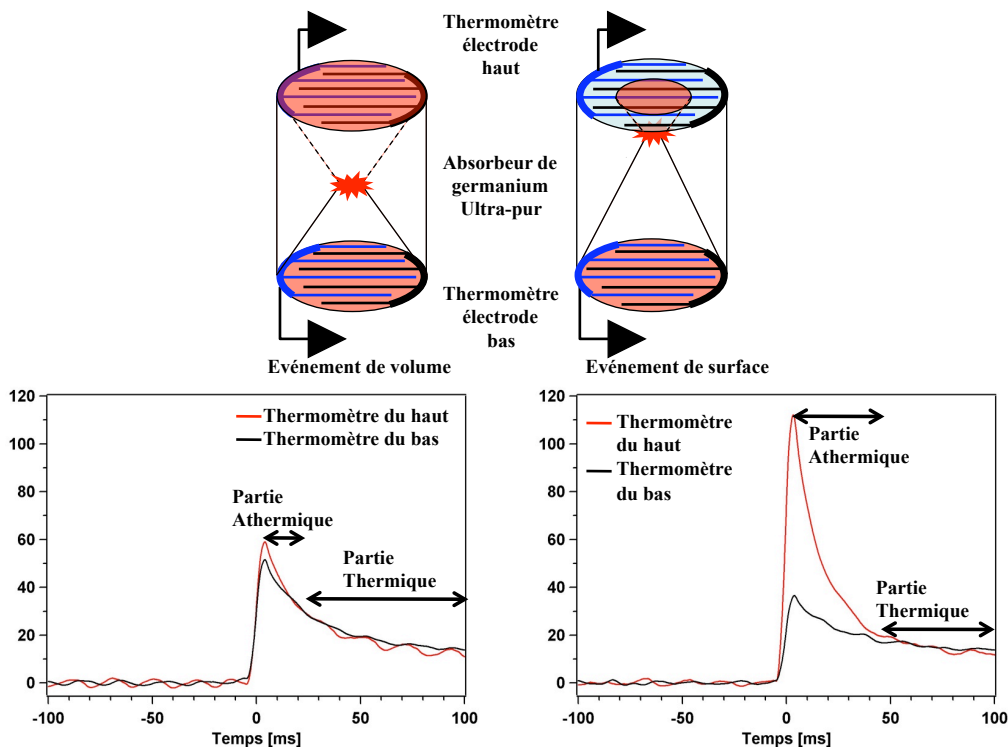 Thermomètre
électrode
haut
Absorbeur de
germanium
Ultra-pur
Thermomètre
électrode
bas
Evénement de volume
Evénement de surface
120
100
80
60
40
20
0
-100
-50
0
50
100
Temps [ms]
Thermomètre du haut
Thermomètre du bas
Partie
Athermique
Partie
Thermique
120
100
80
60
40
20
0
-100
-50
0
50
100
Temps [ms]
Thermomètre
du haut
Thermomètre
du bas
Partie
Athermique
Partie
Thermique